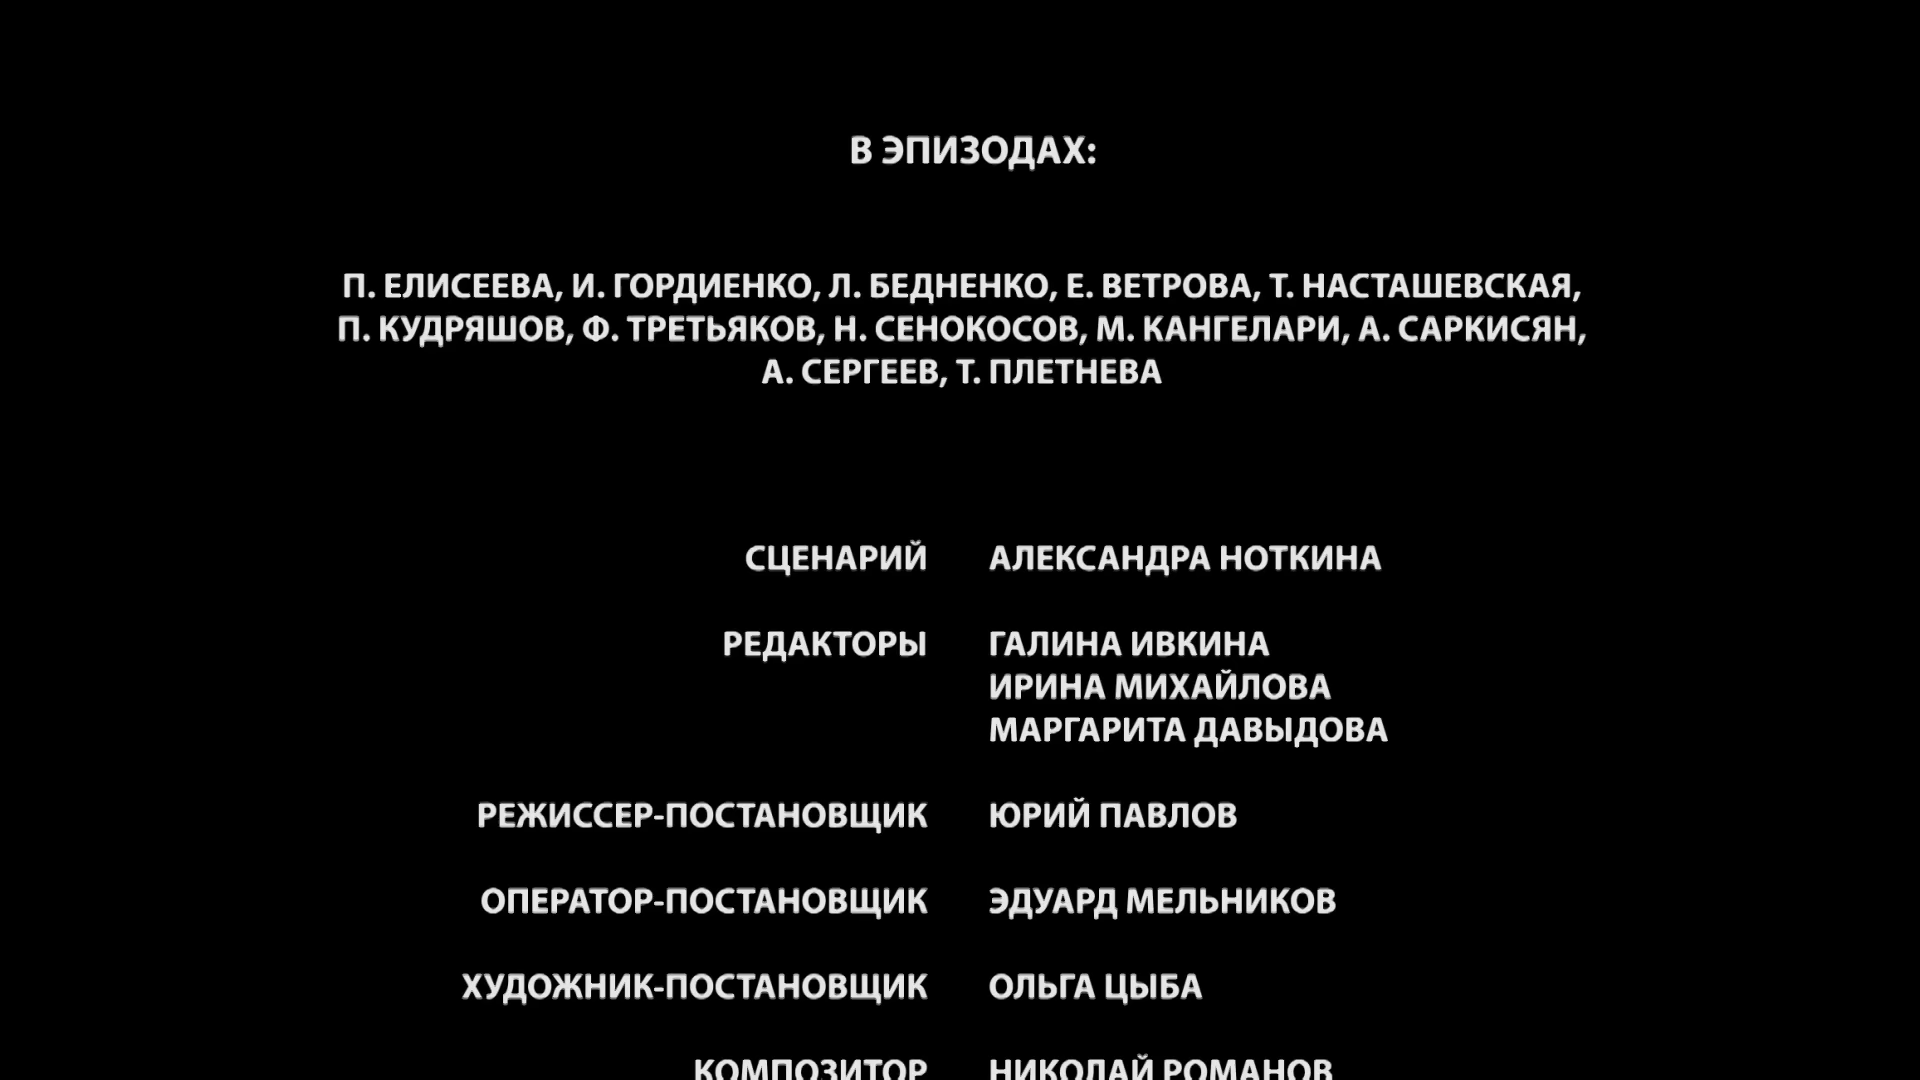 В ЭПИЗОДАХ:
П. ЕЛИСЕЕВА, И. ГОРДИЕНКО, Л. БЕДНЕНКО, Е. ВЕТРОВА, Т. НАСТАШЕВСКАЯ,
П. КУДРЯШОВ, Ф. ТРЕТЬЯКОВ, Н. СЕНОКОСОВ, М. КАНГЕЛАРИ, А. САРКИСЯН,
А. СЕРГЕЕВ, Т. ПЛЕТНЕВА
СЦЕНАРИЙ АЛЕКСАНДРА НОТКИНА
РЕДАКТОРЫ ГАЛИНА ИВКИНА
ИРИНА МИХАЙЛОВА
МАРГАРИТА ДАВЫДОВА
РЕЖИССЕР-ПОСТАНОВЩИК ЮРИЙ ПАВЛОВ
ОПЕРАТОР-ПОСТАНОВЩИК ЭДУАРД МЕЛЬНИКОВ
ХУДОЖНИК-ПОСТАНОВЩИК ОЛЬГА ЦЫБА
КОМПОЗИТОР НИКОЛАЙ РОМАНОВ